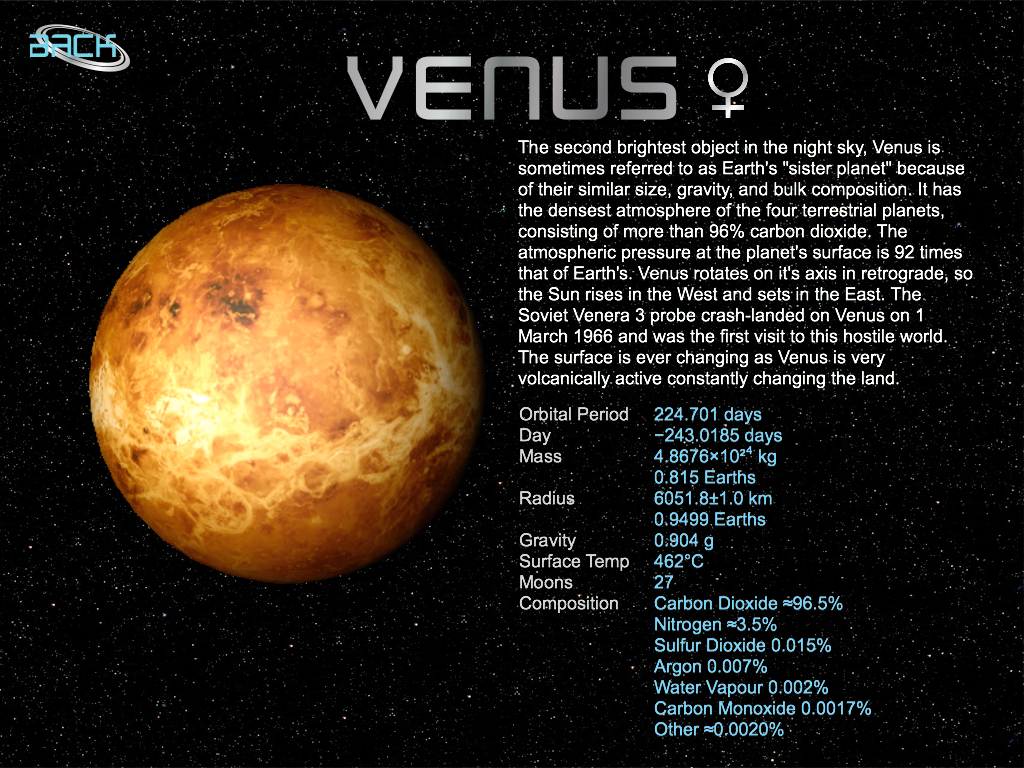 BACK
VENUS ♀
The second brightest object in the night sky, Venus is
sometimes referred to as Earth's "sister planet" because
of their similar size, gravity, and bulk composition. It has
the densest atmosphere of the four terrestrial planets,
consisting of more than 96% carbon dioxide. The
atmospheric pressure at the planet's surface is 92 times
that of Earth's. Venus rotates on it's axis in retrograde, so
the Sun rises in the West and sets in the East. The
Soviet Venera 3 probe crash-landed on Venus on 1
March 1966 and was the first visit to this hostile world.
The surface is ever changing as Venus is very
volcanically active constantly changing the land.
Orbital Period 224.701 days
Day −243.0185 days
Mass 4.8676×10²⁴ kg
0.815 Earths
Radius 6051.8±1.0 km
0.9499 Earths
Gravity 0.904 g
Surface Temp 462°C
Moons 27
Composition Carbon Dioxide ≈96.5%
Nitrogen ≈3.5%
Sulfur Dioxide 0.015%
Argon 0.007%
Water Vapour 0.002%
Carbon Monoxide 0.0017%
Other ≈0.0020%